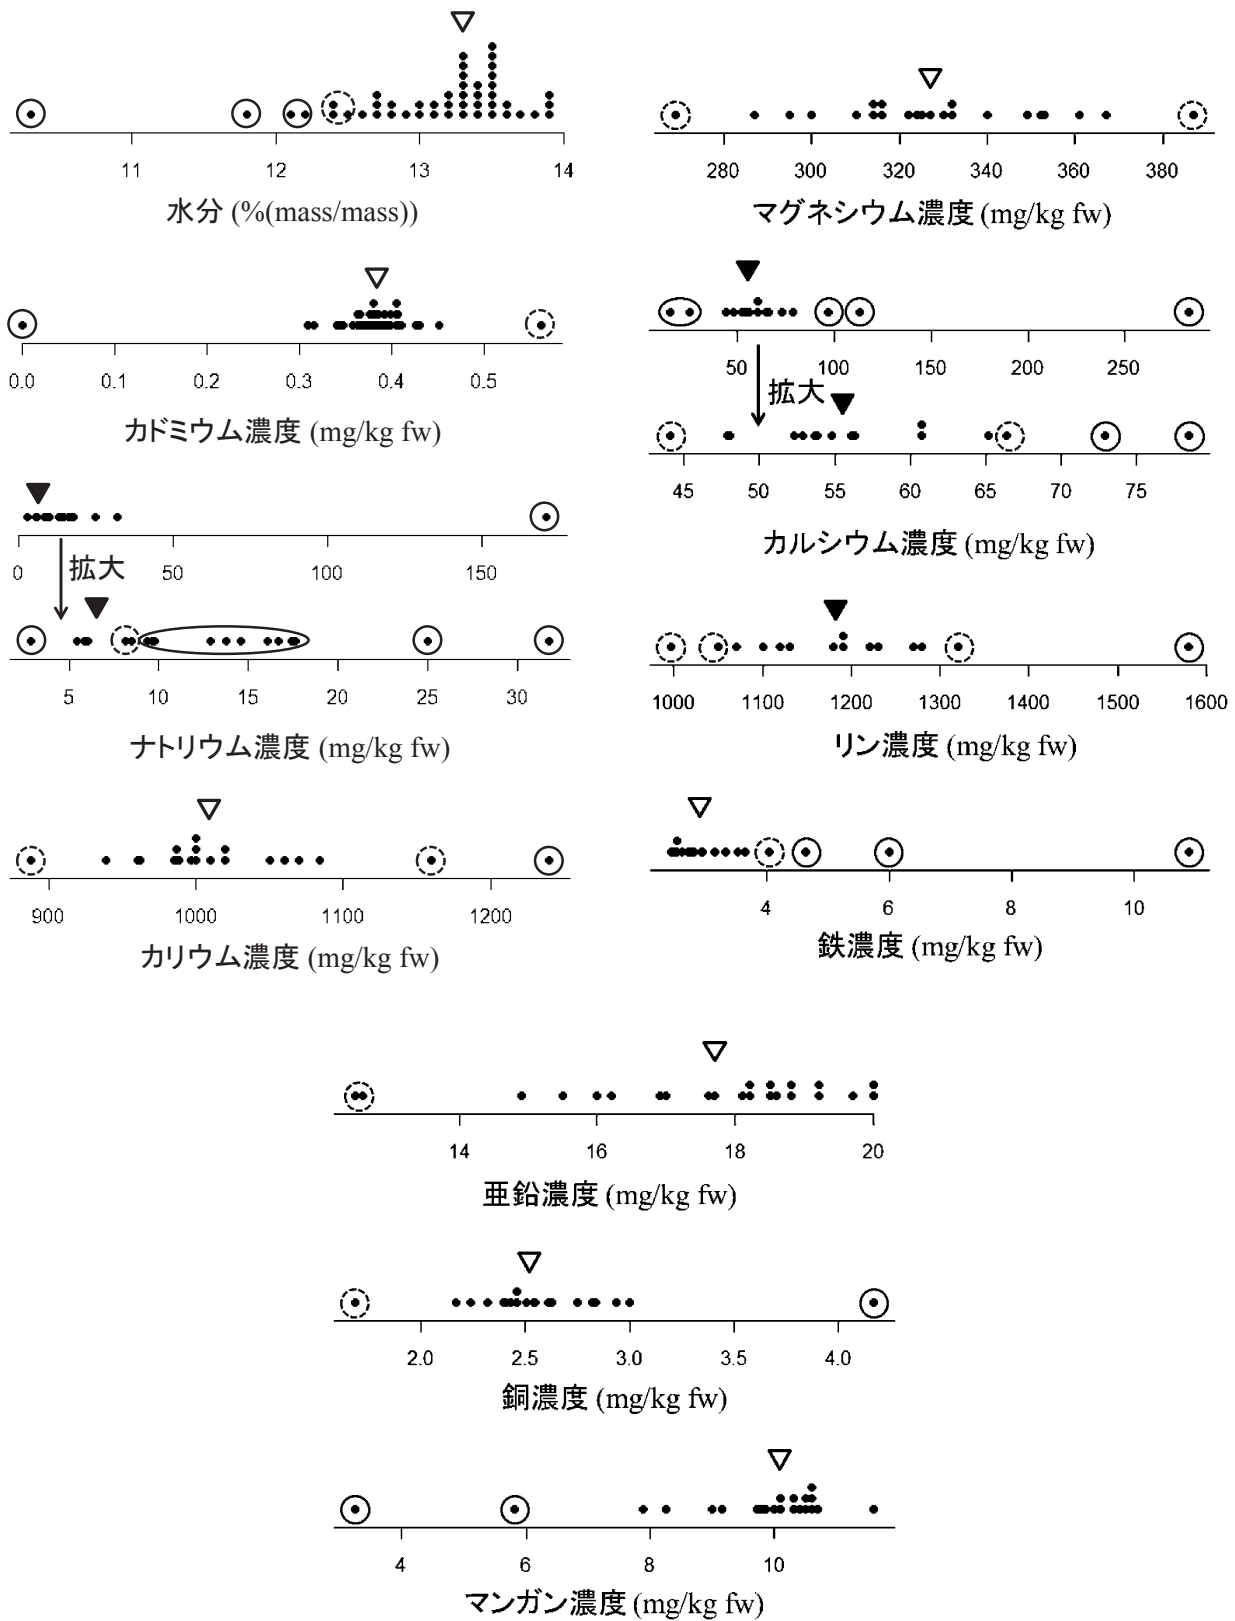 11 12 13 14
水分 (%(mass/mass))
0.0 0.1 0.2 0.3 0.4 0.5
カドミウム濃度 (mg/kg fw)
0 50 100 150
拡大
5 10 15 20 25 30
ナトリウム濃度 (mg/kg fw)
900 1000 1100 1200
カリウム濃度 (mg/kg fw)
280 300 320 340 360 380
マグネシウム濃度 (mg/kg fw)
50 100 150 200 250
拡大
45 50 55 60 65 70 75
カルシウム濃度 (mg/kg fw)
1000 1100 1200 1300 1400 1500 1600
リン濃度 (mg/kg fw)
4 6 8 10
鉄濃度 (mg/kg fw)
14 16 18 20
亜鉛濃度 (mg/kg fw)
2.0 2.5 3.0 3.5 4.0
銅濃度 (mg/kg fw)
4 6 8 10
マンガン濃度 (mg/kg fw)